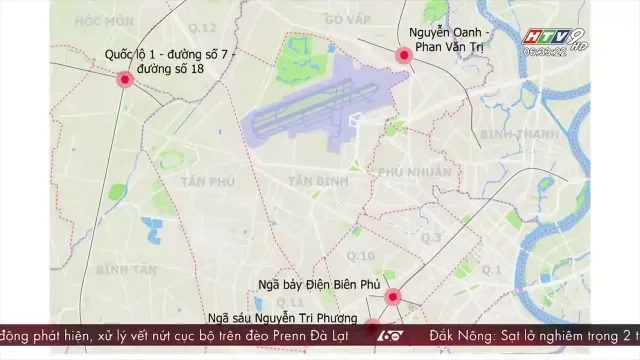 HÓC MÔN
Q.12
GÒ VẤP
Nguyễn Oanh -
Phan Văn Trị
HTV9
HD
06:33:22
Quốc lộ 1 - đường số 7 -
đường số 18
BÌNH THẠNH
TÂN PHÚ
TÂN BÌNH
PHÚ NHUẬN
Q.10
Q.3
BÌNH TÂN
Q.1
Ngã bảy Điện Biên Phủ
Q.11
Ngã sáu Nguyễn Tri Phương
động phát hiện, xử lý vết nứt cục bộ trên đèo Prenn Đà Lạt
Đắk Nông: Sạt lở nghiêm trọng 2 t